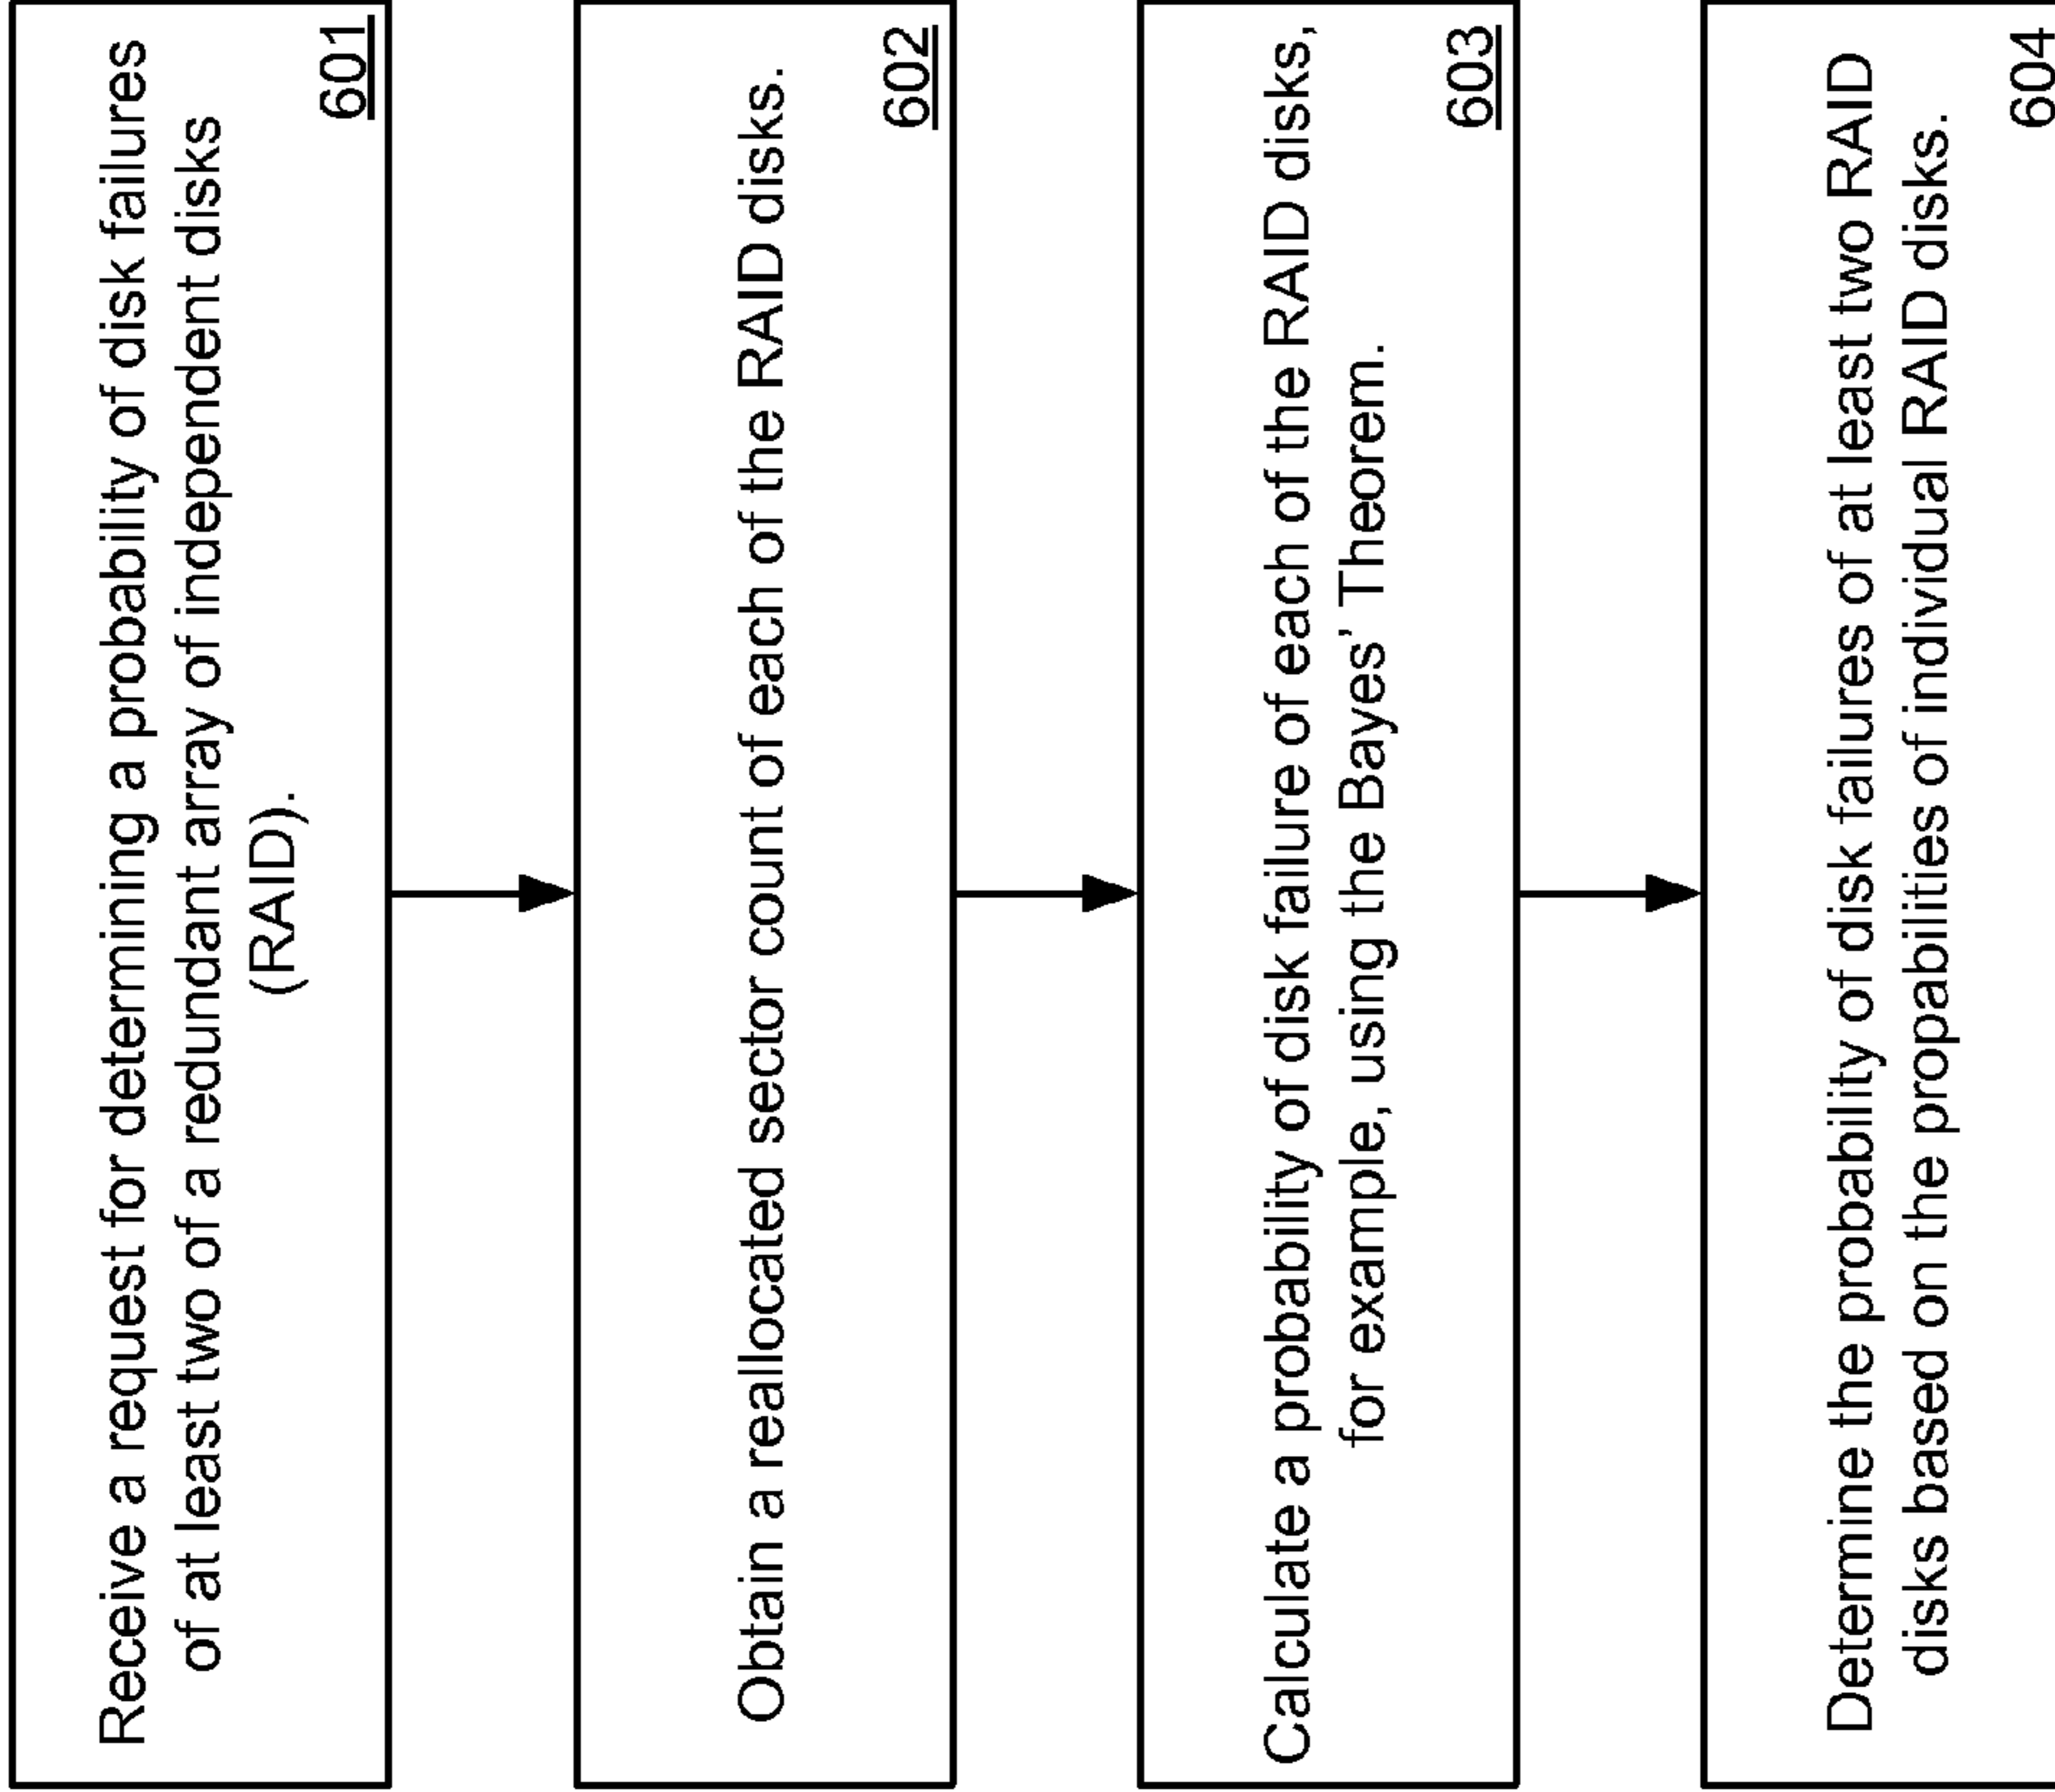 Receive a request for determining a probability of disk failures
of at least two of a redundant array of independent disks
(RAID).
601
Obtain a reallocated sector count of each of the RAID disks.
602
Calculate a probability of disk failure of each of the RAID disks,
for example, using the Bayes' Theorem.
603
Determine the probability of disk failures of at least two RAID
disks based on the propabilities of individual RAID disks.
604